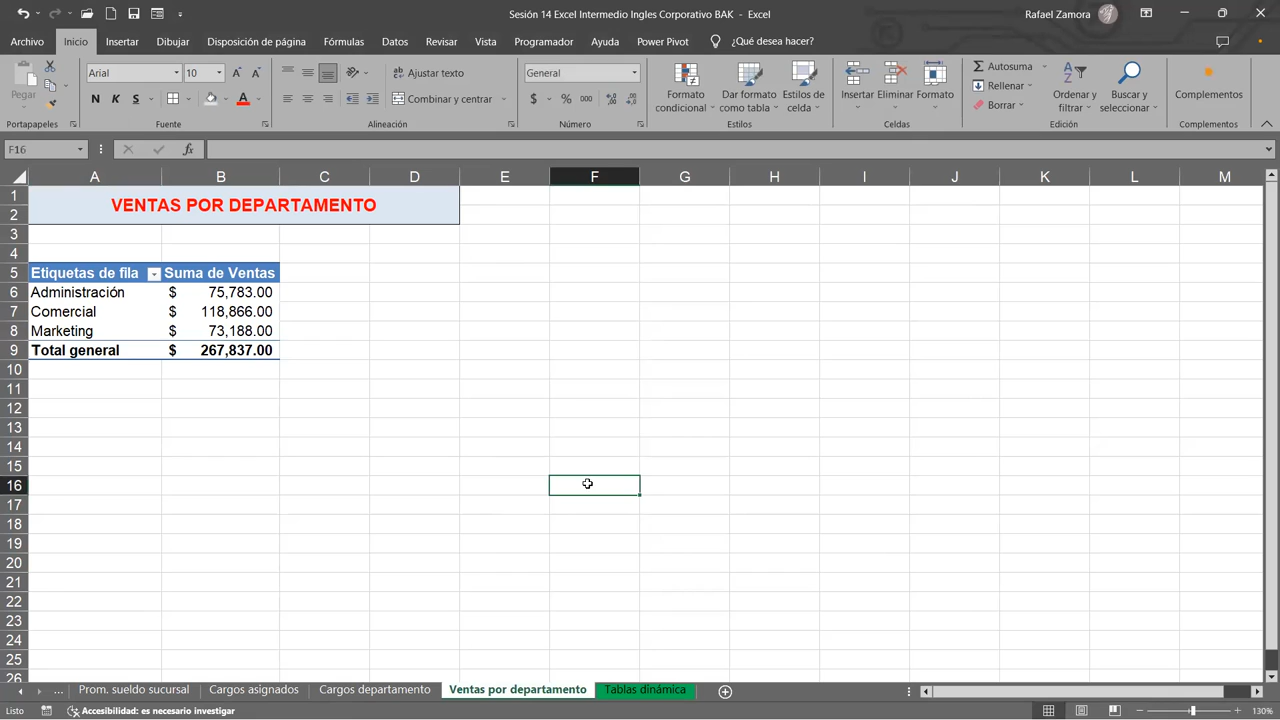 Sesión 14 Excel Intermedio Ingles Corporativo BAK - Excel
Rafael Zamora
Archivo Inicio Insertar Dibujar Disposición de página Fórmulas Datos Revisar Vista Programador Ayuda Power Pivot ¿Qué desea hacer?
Pegar
Arial 10
N K S
Ajustar texto
Combinar y centrar
General
$ % 000
Formato condicional
Dar formato como tabla
Estilos de celda
Insertar Eliminar Formato
Autosuma
Rellenar
Borrar
Ordenar y filtrar
Buscar y seleccionar
Complementos
Portapapeles Fuente Alineación Número Estilos Celdas Edición Complementos
F16 fx
A B C D E F G H I J K L M
1 VENTAS POR DEPARTAMENTO
2
3
4
5 Etiquetas de fila Suma de Ventas
6 Administración $ 75,783.00
7 Comercial $ 118,866.00
8 Marketing $ 73,188.00
9 Total general $ 267,837.00
10
11
12
13
14
15
16
17
18
19
20
21
22
23
24
25
26
... Prom. sueldo sucursal Cargos asignados Cargos departamento Ventas por departamento Tablas dinámica
Listo Accesibilidad: es necesario investigar 130%